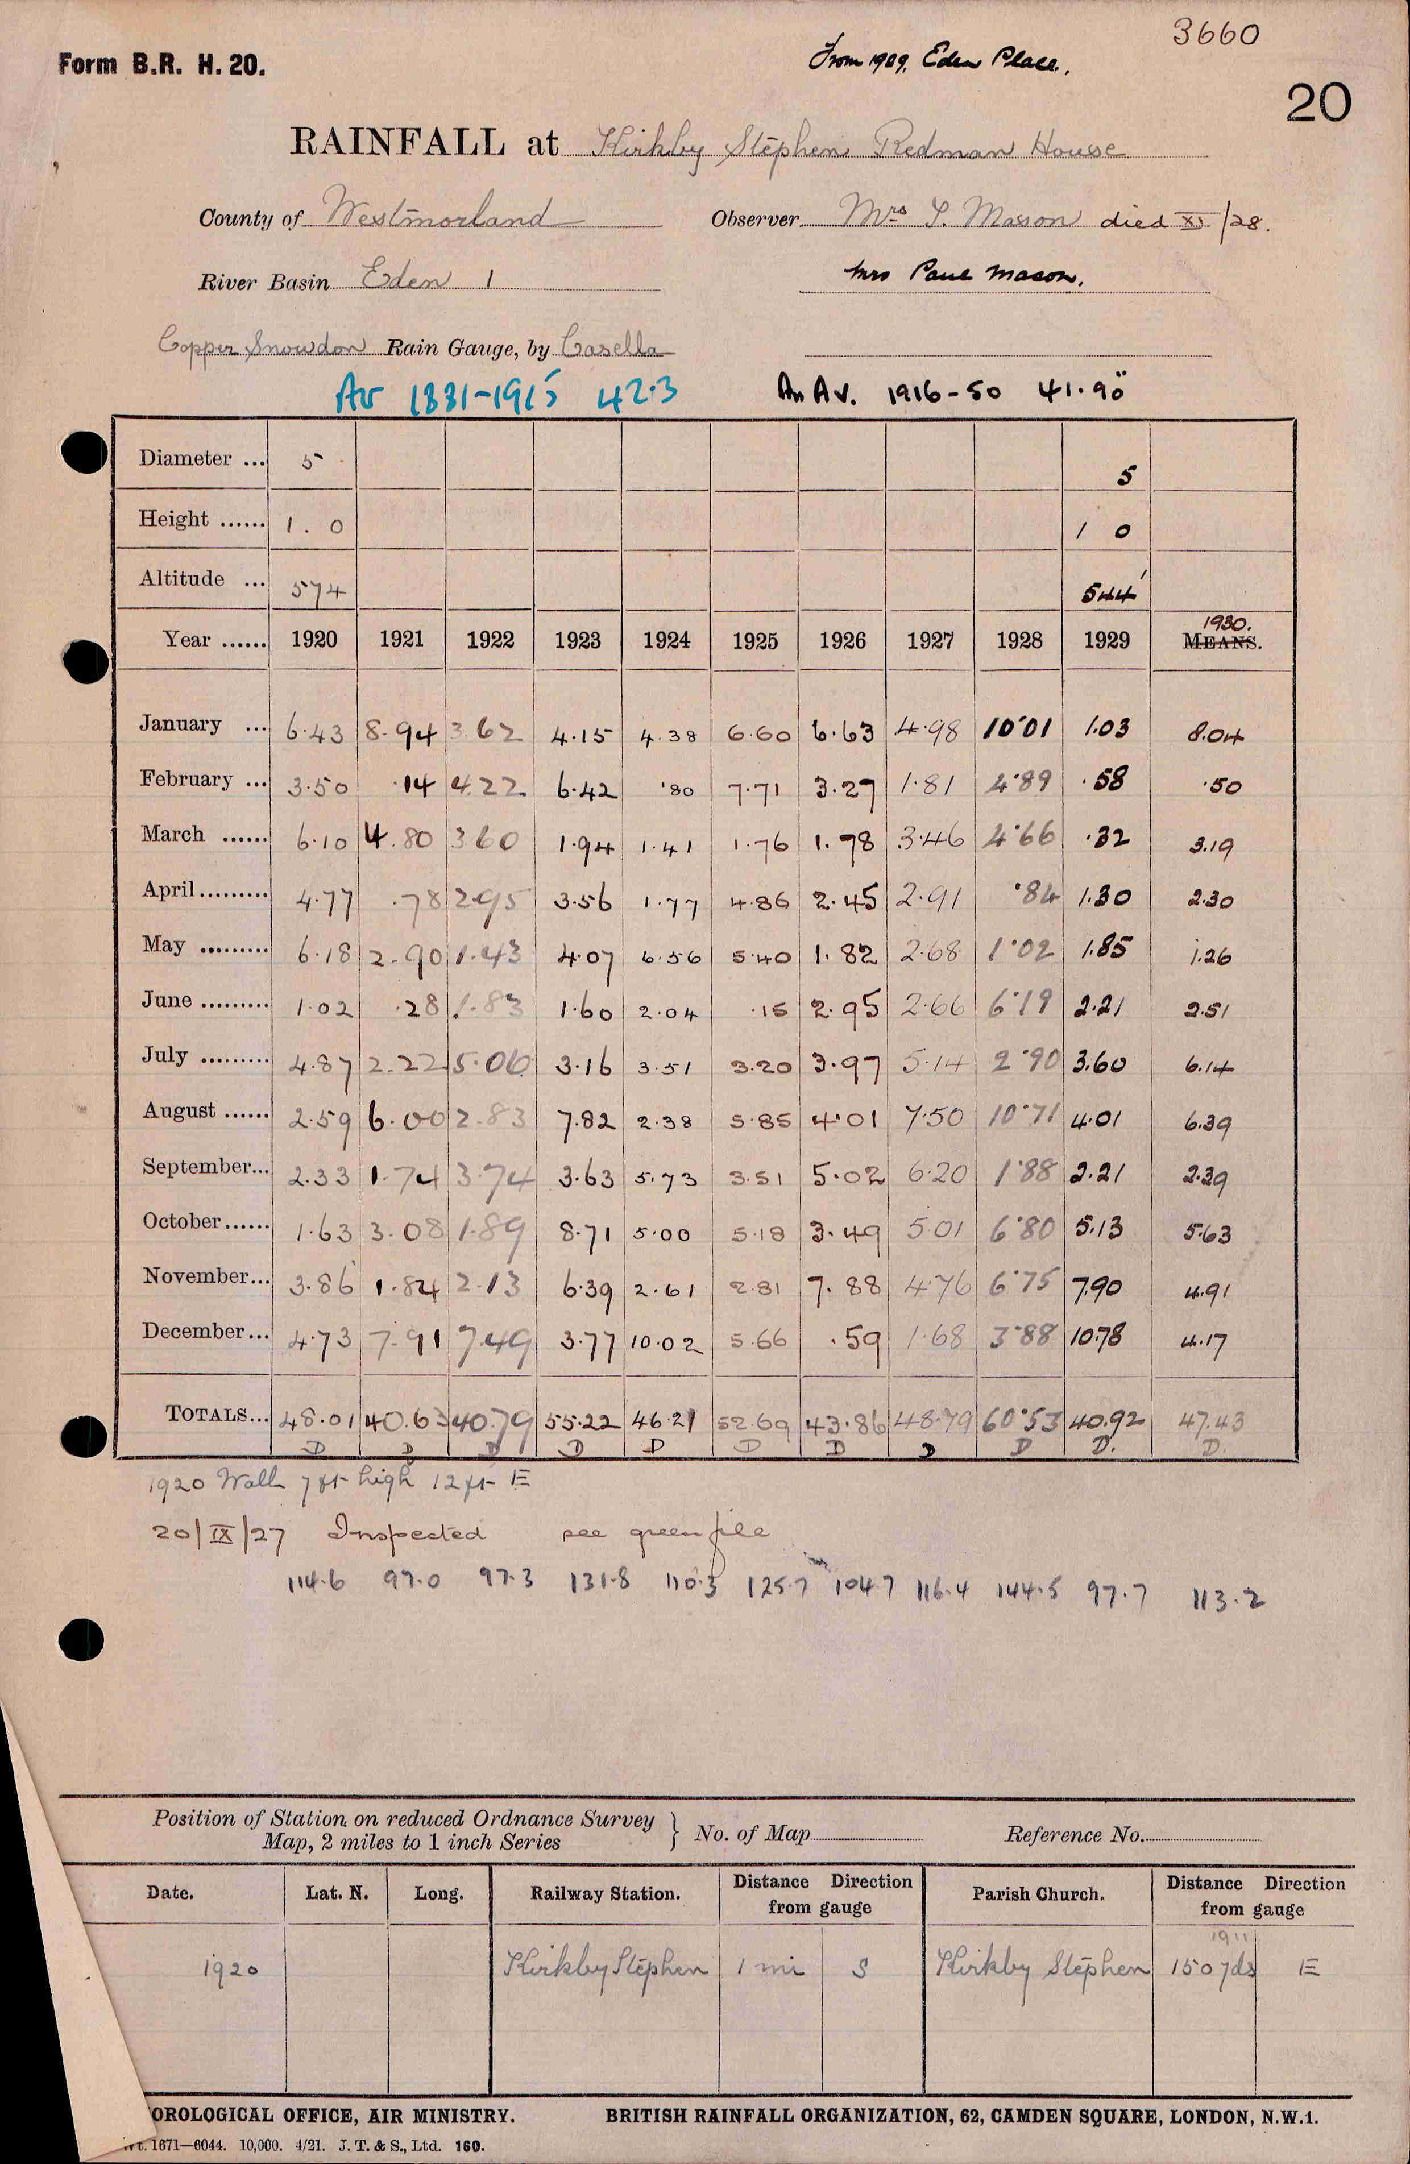 3660
Form B.R. H. 20.
From 1929. Eden Place.
20
RAINFALL at Kirkby Stephen Redman House
County of Westmorland Observer Mrs T. Mason died XI/28.
River Basin Eden 1 Mrs Paul Mason.
Copper Snowdon Rain Gauge, by Casella
Av 1881-1915 42.3 An Av. 1916-50 41.90"
Diameter ... 5 5
Height ...... 1. 0 1 0
Altitude ... 574 544'
1930.
Year ...... 1920 1921 1922 1923 1924 1925 1926 1927 1928 1929 MEANS.
January ... 6.43 8.94 3.62 4.15 4.38 6.60 6.63 4.98 10.01 1.03 8.04
February ... 3.50 .14 4.22 6.42 .80 7.71 3.27 1.81 4.89 .58 .50
March ...... 6.10 4.80 3.60 1.94 1.41 1.76 1.78 3.46 4.66 .32 3.19
April ......... 4.77 .78 2.95 3.56 1.77 4.86 2.45 2.91 .84 1.30 2.30
May ......... 6.18 2.90 1.43 4.07 6.56 5.40 1.82 2.68 1.02 1.85 1.26
June ......... 1.02 .28 1.83 1.60 2.04 .15 2.95 2.66 6.19 2.21 2.51
July ......... 4.87 2.22 5.06 3.16 3.51 3.20 3.97 5.14 2.90 3.60 6.14
August ...... 2.59 6.00 2.83 7.82 2.38 5.85 4.01 7.50 10.71 4.01 6.39
September... 2.33 1.74 3.74 3.63 5.73 3.51 5.02 6.20 1.88 2.21 2.39
October...... 1.63 3.08 1.89 8.71 5.00 5.18 3.49 5.01 6.80 5.13 5.63
November... 3.86 1.84 2.13 6.39 2.61 2.81 7.88 4.76 6.75 7.90 4.91
December... 4.73 7.91 7.49 3.77 10.02 5.66 .59 1.68 3.88 10.78 4.17
TOTALS... 48.01 40.63 40.79 55.22 46.21 52.69 43.86 48.79 60.53 40.92 47.43
D D D D D D D D D D. D.
1920 Wall 7 ft high 12 ft E
20/IX/27 Inspected see green file
114.6 97.0 97.3 131.8 110.3 125.7 104.7 116.4 144.5 97.7 113.2
Position of Station on reduced Ordnance Survey
Map, 2 miles to 1 inch Series } No. of Map Reference No.
Date. Lat. N. Long. Railway Station. Distance Direction from gauge Parish Church. Distance Direction from gauge
1911
1920 Kirkby Stephen 1 mi S Kirkby Stephen 150 yds E
OROLOGICAL OFFICE, AIR MINISTRY. BRITISH RAINFALL ORGANIZATION, 62, CAMDEN SQUARE, LONDON, N.W.1.
Wt. 1671—6044. 10,000. 4/21. J. T. & S., Ltd. 160.